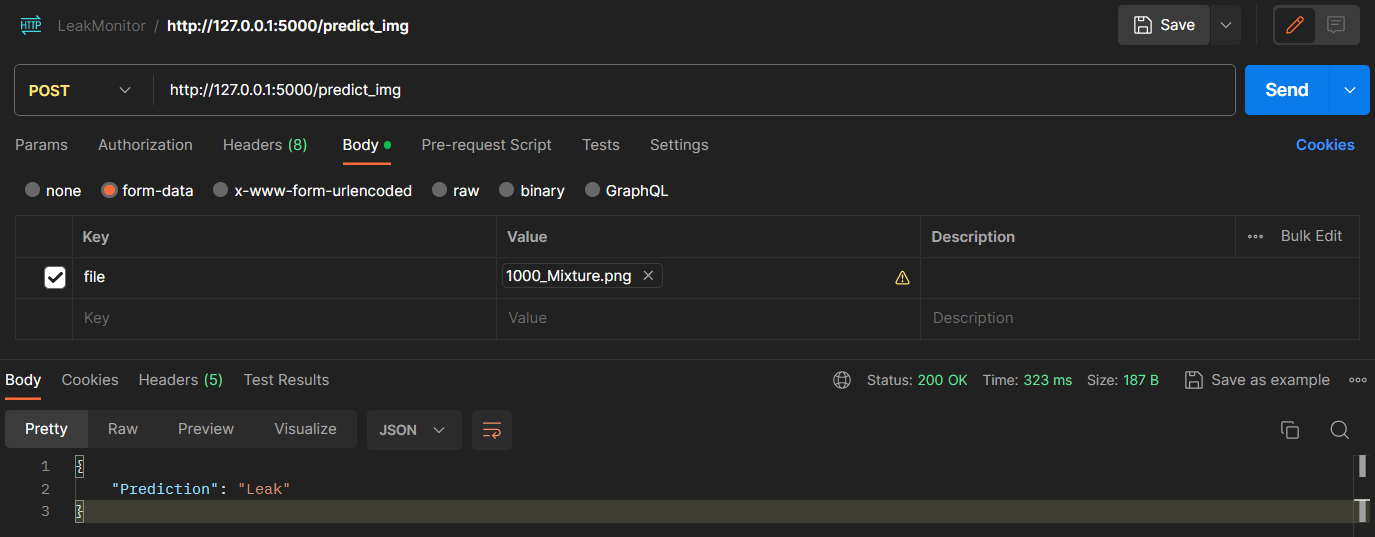 HTTP LeakMonitor / http://127.0.0.1:5000/predict_img Save
POST http://127.0.0.1:5000/predict_img Send
Params Authorization Headers (8) Body Pre-request Script Tests Settings Cookies
none form-data x-www-form-urlencoded raw binary GraphQL
Key Value Description Bulk Edit
file 1000_Mixture.png
Key Value Description
Body Cookies Headers (5) Test Results Status: 200 OK Time: 323 ms Size: 187 B Save as example
Pretty Raw Preview Visualize JSON
1 {
2 "Prediction": "Leak"
3 }